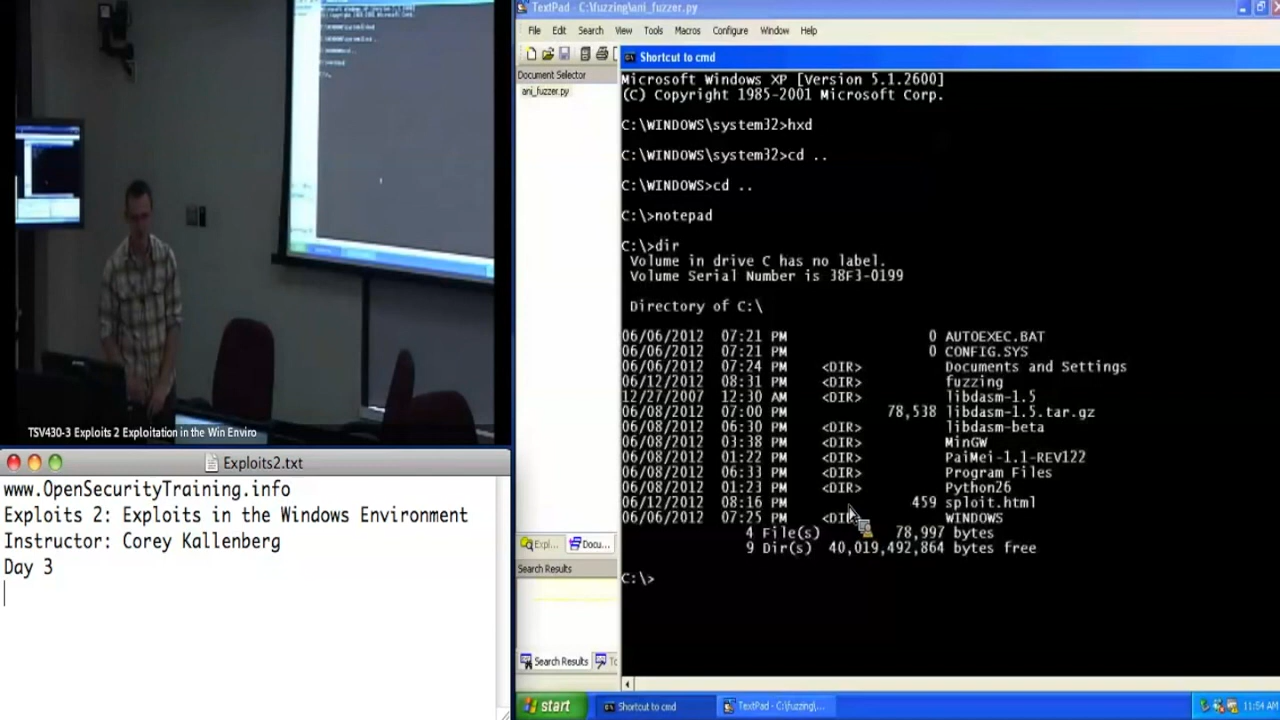 TextPad - C:\fuzzing\ani_fuzzer.py
File Edit Search View Tools Macros Configure Window Help
Document Selector
ani_fuzzer.py
Shortcut to cmd
Microsoft Windows XP [Version 5.1.2600]
(C) Copyright 1985-2001 Microsoft Corp.
C:\WINDOWS\system32>hxd
C:\WINDOWS\system32>cd ..
C:\WINDOWS>cd ..
C:\>notepad
C:\>dir
Volume in drive C has no label.
Volume Serial Number is 38F3-0199
Directory of C:\
06/06/2012 07:21 PM 0 AUTOEXEC.BAT
06/06/2012 07:21 PM 0 CONFIG.SYS
06/06/2012 07:24 PM <DIR> Documents and Settings
06/12/2012 08:31 PM <DIR> fuzzing
12/27/2007 12:30 AM <DIR> libdasm-1.5
06/08/2012 07:00 PM 78,538 libdasm-1.5.tar.gz
06/08/2012 06:30 PM <DIR> libdasm-beta
06/08/2012 03:38 PM <DIR> MinGW
06/08/2012 01:22 PM <DIR> PaiMei-1.1-REV122
06/08/2012 06:33 PM <DIR> Program Files
06/08/2012 01:23 PM <DIR> Python26
06/12/2012 08:16 PM 459 sploit.html
06/06/2012 07:25 PM <DIR> WINDOWS
4 File(s) 78,997 bytes
9 Dir(s) 40,019,492,864 bytes free
C:\>
Expl... Docu...
Search Results
Search Results
start Shortcut to cmd TextPad - C:\fuzzing\... 11:54 AM
TSV430-3 Exploits 2 Exploitation in the Win Enviro
Exploits2.txt
www.OpenSecurityTraining.info
Exploits 2: Exploits in the Windows Environment
Instructor: Corey Kallenberg
Day 3